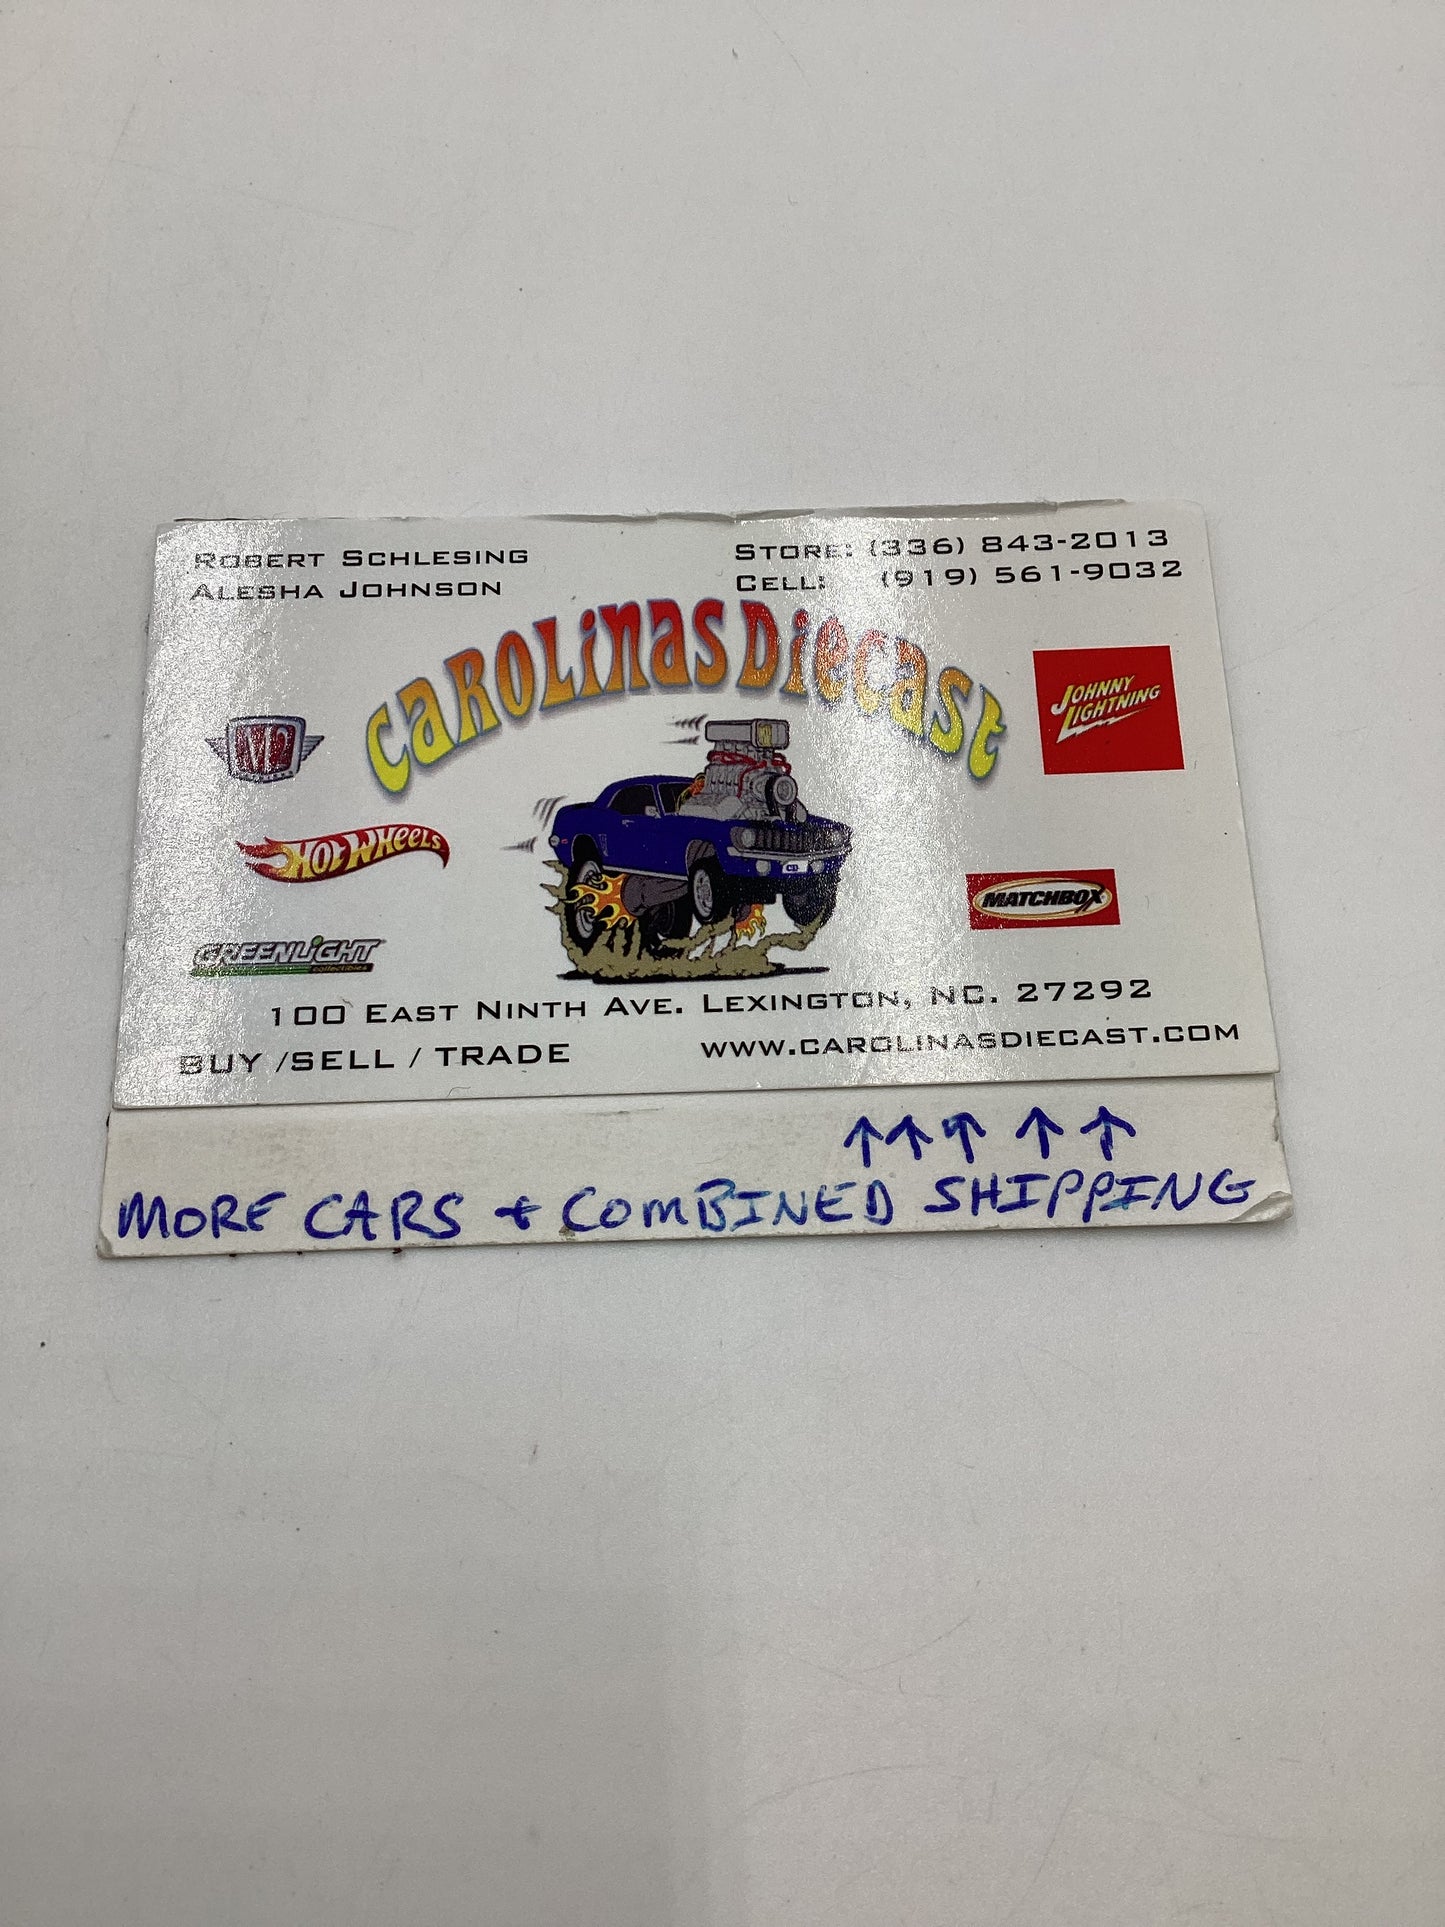 ROBERT SCHLESING
ALESHA JOHNSON
STORE: (336) 843-2013
CELL: (919) 561-9032
CAROLINAS DIECAST
M2
JOHNNY
LIGHTNING
HOT WHEELS
MATCHBOX
GREENLIGHT
collectibles
CD
100 EAST NINTH AVE. LEXINGTON, NC. 27292
BUY /SELL / TRADE
WWW.CAROLINASDIECAST.COM
↑↑↑ ↑ ↑
MORE CARS + COMBINED SHIPPING